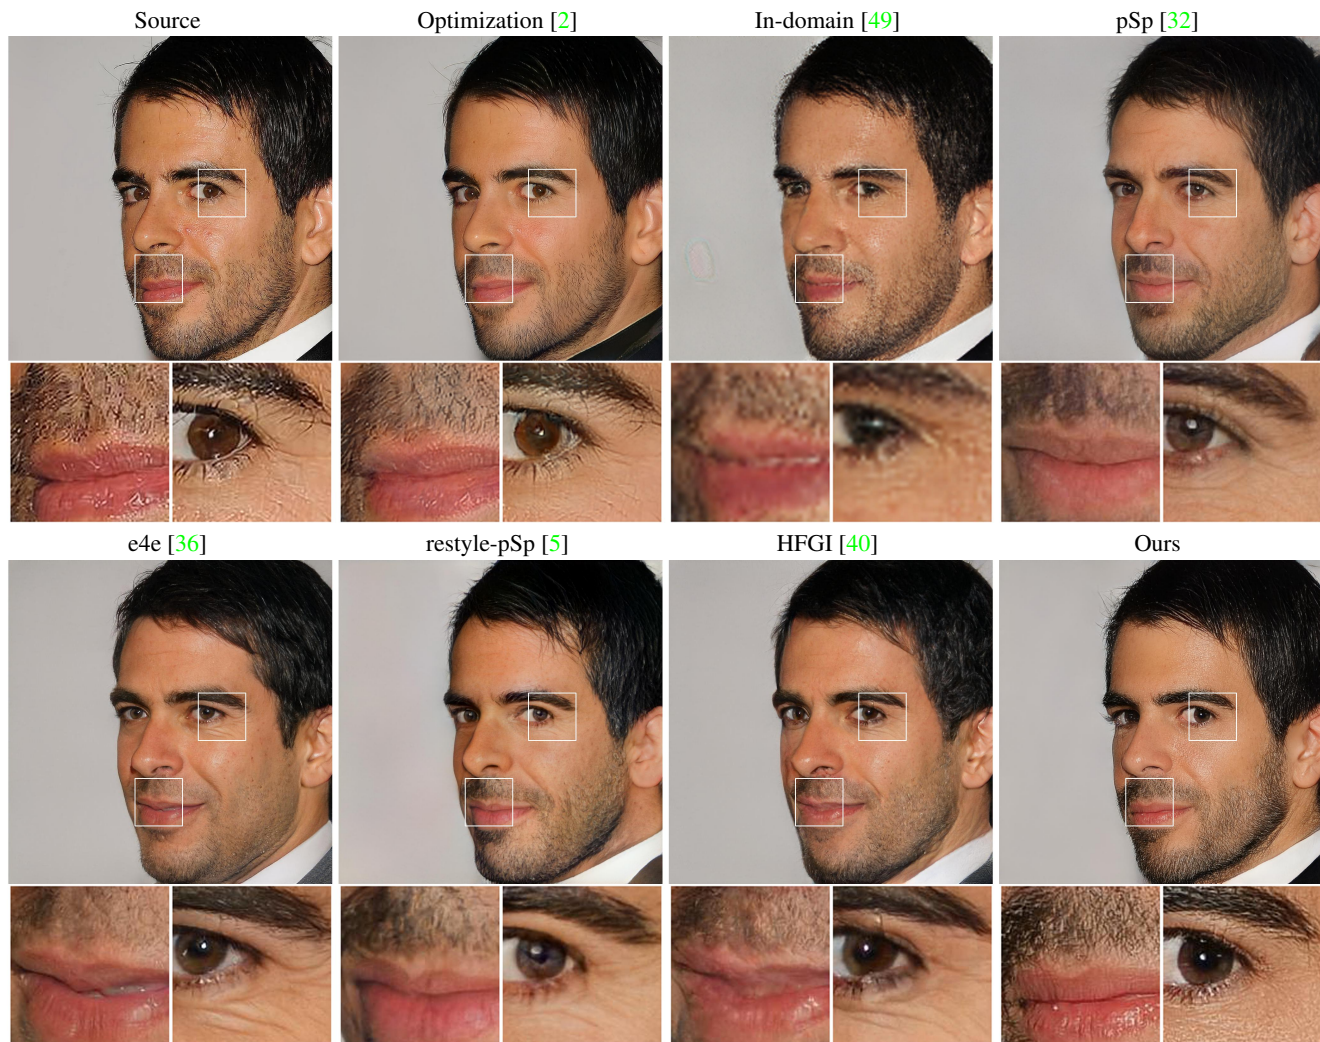 Source
Optimization [2]
In-domain [49]
pSp [32]
e4e [36]
restyle-pSp [5]
HFGI [40]
Ours